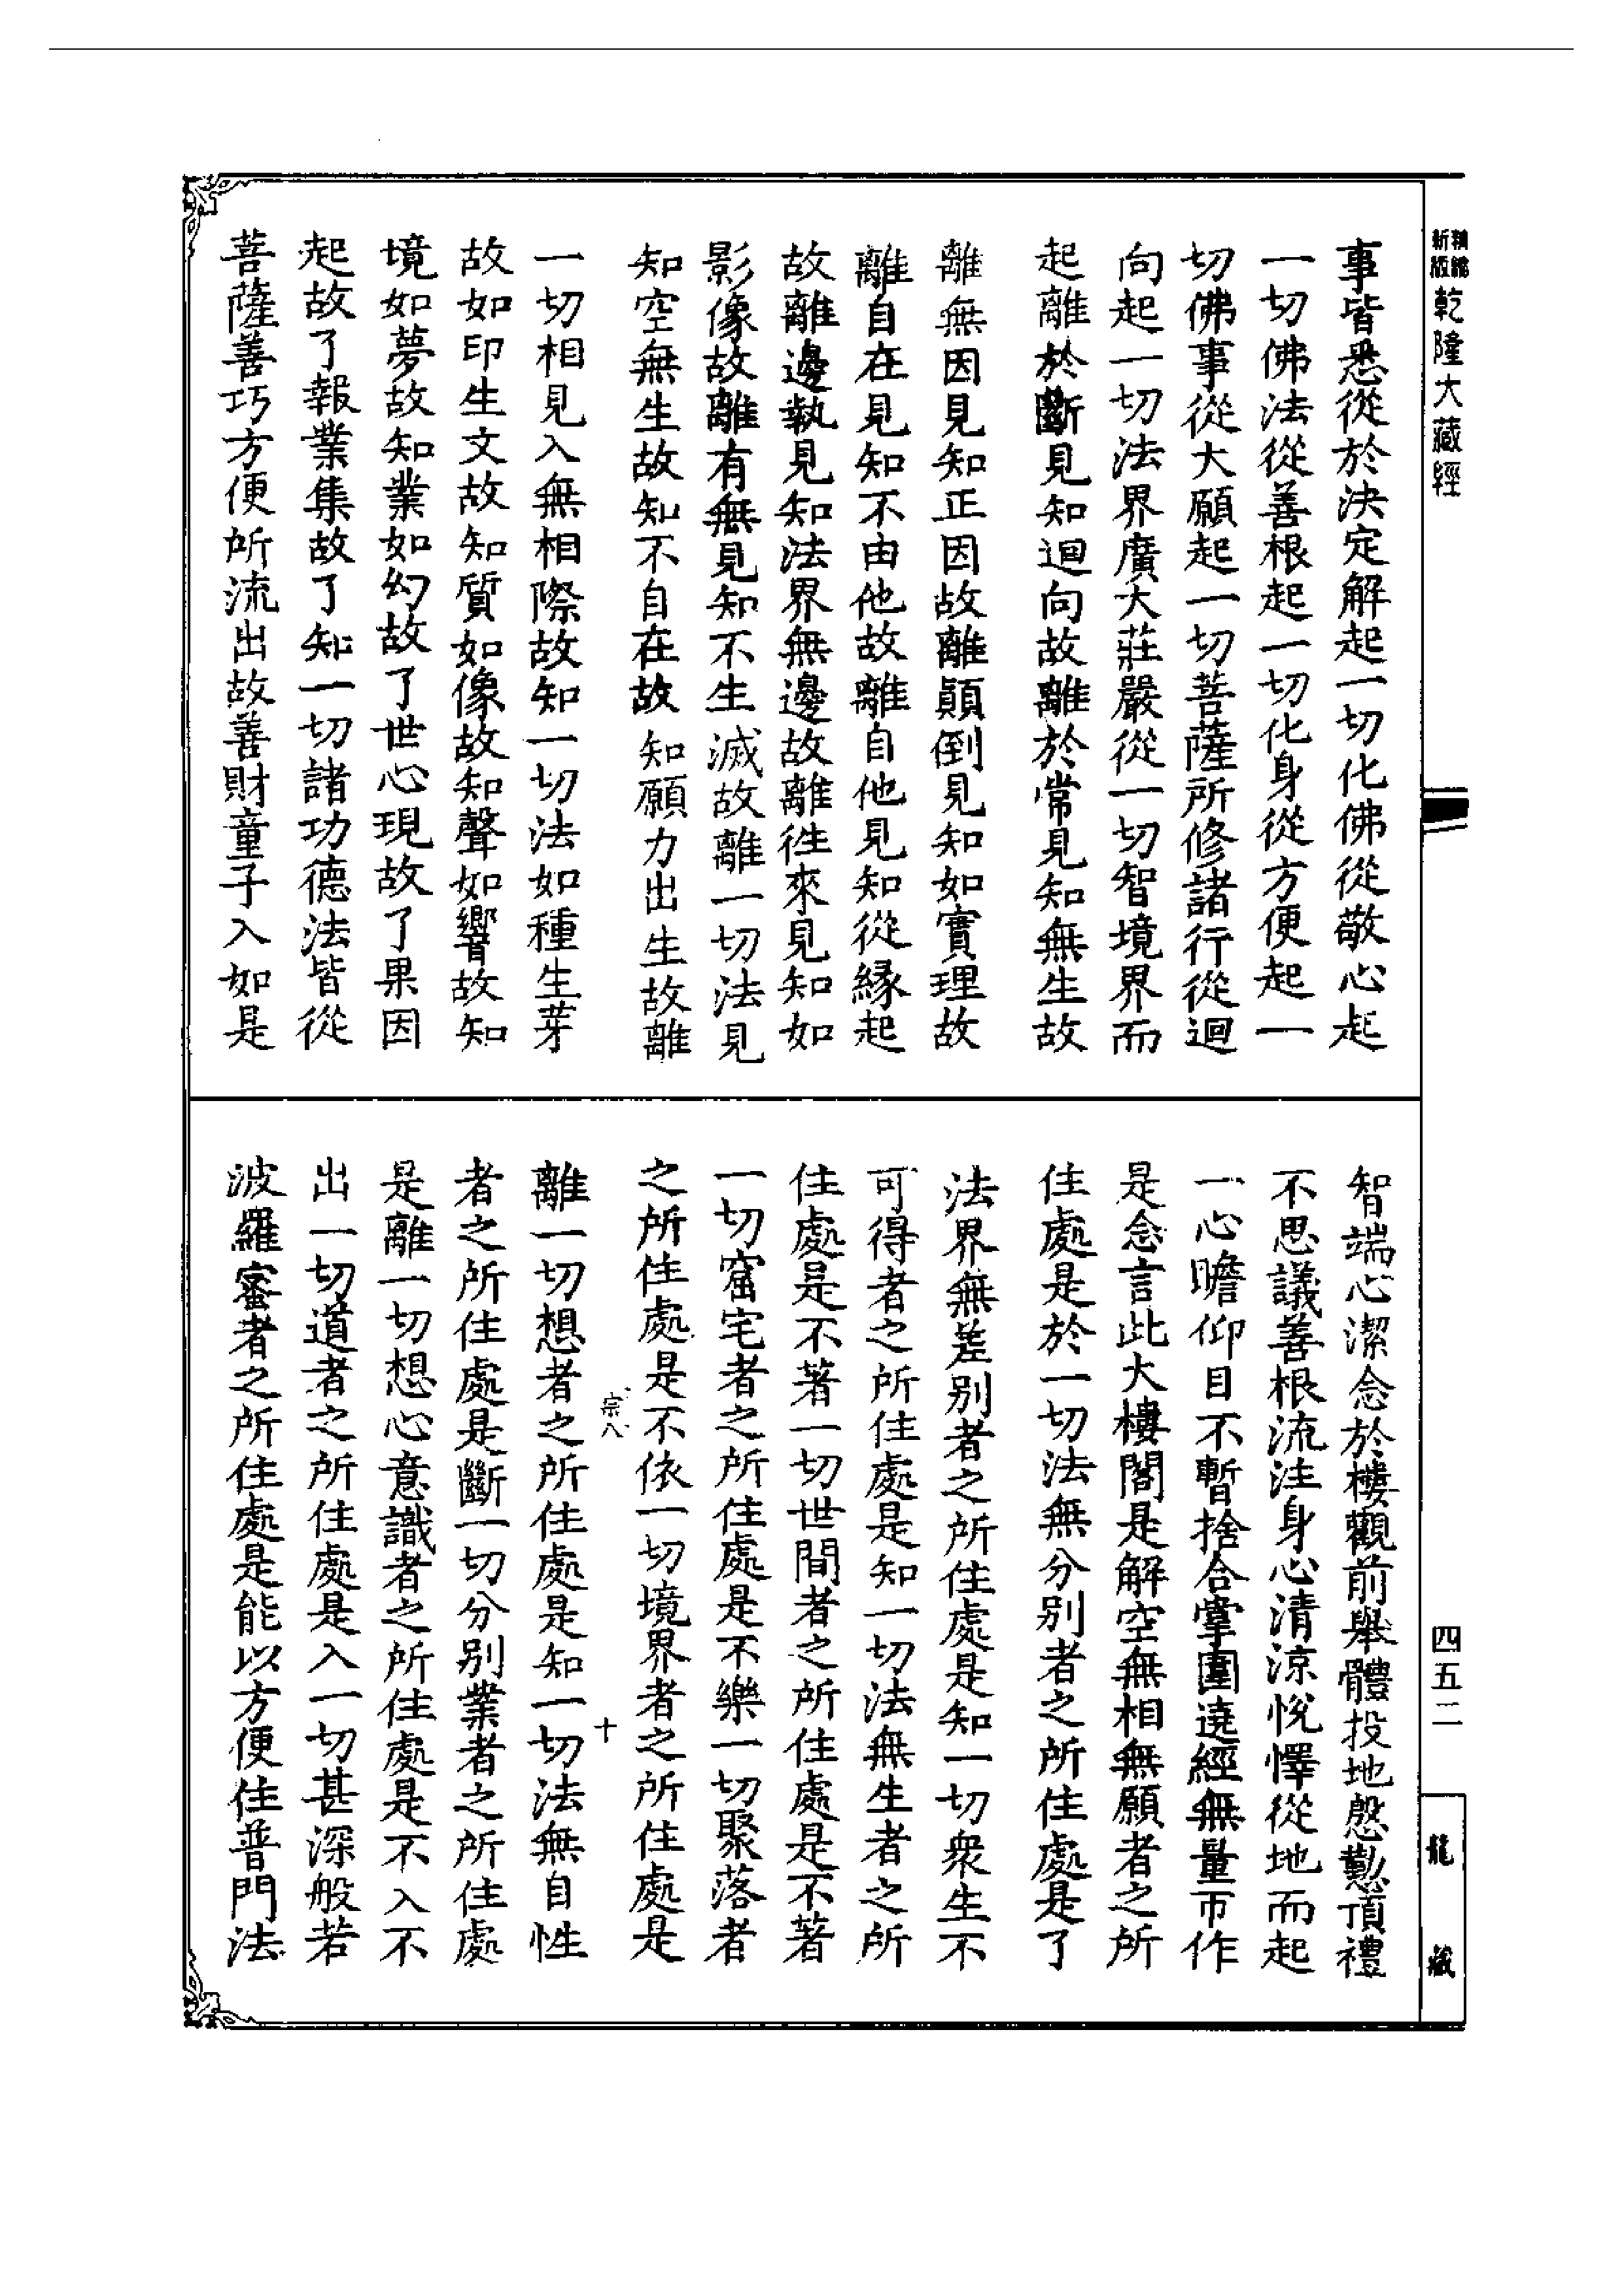 精縮新版
乾隆大藏經
事皆悉從於決定解起一切化佛從敬心起
一切佛法從善根起一切化身從方便起一
切佛事從大願起一切菩薩所修諸行從迴
向起一切法界廣大莊嚴從一切智境界而
起離於斷見知迴向故離於常見知無生故
離無因見知正因故離顛倒見知如實理故
離自在見知不由他故離自他見知從緣起
故離邊執見知法界無邊故離徃來見知如
影像故離有無見知不生滅故離一切法見
知空無生故知不自在故知願力出生故離
一切相見入無相際故知一切法如種生芽
故如印生文故知質如像故知聲如響故知
境如夢故知業如幻故了世心現故了果因
起故了報業集故了知一切諸功德法皆從
菩薩善巧方便所流出故善財童子入如是
智端心潔念於樓觀前舉體投地慇懃頂禮
不思議善根流注身心清涼悅懌從地而起
一心瞻仰目不暫捨合掌圍遶經無量帀作
是念言此大樓閣是解空無相無願者之所
住處是於一切法無分別者之所住處是了
法界無差別者之所住處是知一切衆生不
可得者之所住處是知一切法無生者之所
住處是不著一切世間者之所住處是不著
一切窟宅者之所住處是不樂一切聚落者
之所住處是不依一切境界者之所住處是
宗八
十
離一切想者之所住處是知一切法無自性
者之所住處是斷一切分別業者之所住處
是離一切想心意識者之所住處是不入不
出一切道者之所住處是入一切甚深般若
波羅蜜者之所住處是能以方便住普門法
四五二
龍藏